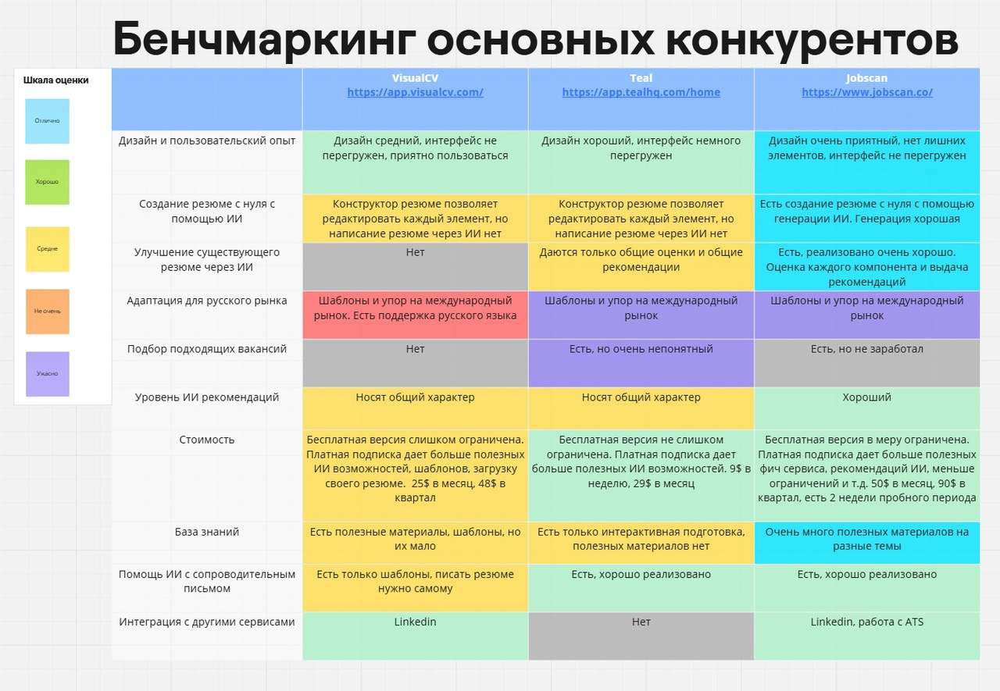 Бенчмаркинг основных конкурентов
Шкала оценки
Отлично
Хорошо
Средне
Не очень
Ужасно
VisualCV
https://app.visualcv.com/
Teal
https://app.tealhq.com/home
Jobscan
https://www.jobscan.co/
Дизайн и пользовательский опыт
Дизайн средний, интерфейс не
перегружен, приятно пользоваться
Дизайн хороший, интерфейс немного
перегружен
Дизайн очень приятный, нет лишних
элементов, интерфейс не перегружен
Создание резюме с нуля с
помощью ИИ
Конструктор резюме позволяет
редактировать каждый элемент, но
написание резюме через ИИ нет
Конструктор резюме позволяет
редактировать каждый элемент, но
написание резюме через ИИ нет
Есть создание резюме с нуля с помощью
генерации ИИ. Генерация хорошая
Улучшение существующего
резюме через ИИ
Нет
Даются только общие оценки и общие
рекомендации
Есть, реализовано очень хорошо.
Оценка каждого компонента и выдача
рекомендаций
Адаптация для русского рынка
Шаблоны и упор на международный
рынок. Есть поддержка русского языка
Шаблоны и упор на международный
рынок
Шаблоны и упор на международный
рынок
Подбор подходящих вакансий
Нет
Есть, но очень непонятный
Есть, но не заработал
Уровень ИИ рекомендаций
Носят общий характер
Носят общий характер
Хороший
Стоимость
Бесплатная версия слишком ограничена.
Платная подписка дает больше полезных
ИИ возможностей, шаблонов, загрузку
своего резюме.  25$ в месяц, 48$ в
квартал
Бесплатная версия не слишком
ограничена. Платная подписка дает
больше полезных ИИ возможностей. 9$ в
неделю, 29$ в месяц
Бесплатная версия в меру ограничена.
Платная подписка дает больше полезных
фич сервиса, рекомендаций ИИ, меньше
ограничений и т.д. 50$ в месяц, 90$ в
квартал, есть 2 недели пробного периода
База знаний
Есть полезные материалы, шаблоны, но
их мало
Есть только интерактивная подготовка,
полезных материалов нет
Очень много полезных материалов на
разные темы
Помощь ИИ с сопроводительным
письмом
Есть только шаблоны, писать резюме
нужно самому
Есть, хорошо реализовано
Есть, хорошо реализовано
Интеграция с другими сервисами
Linkedin
Нет
Linkedin, работа с ATS